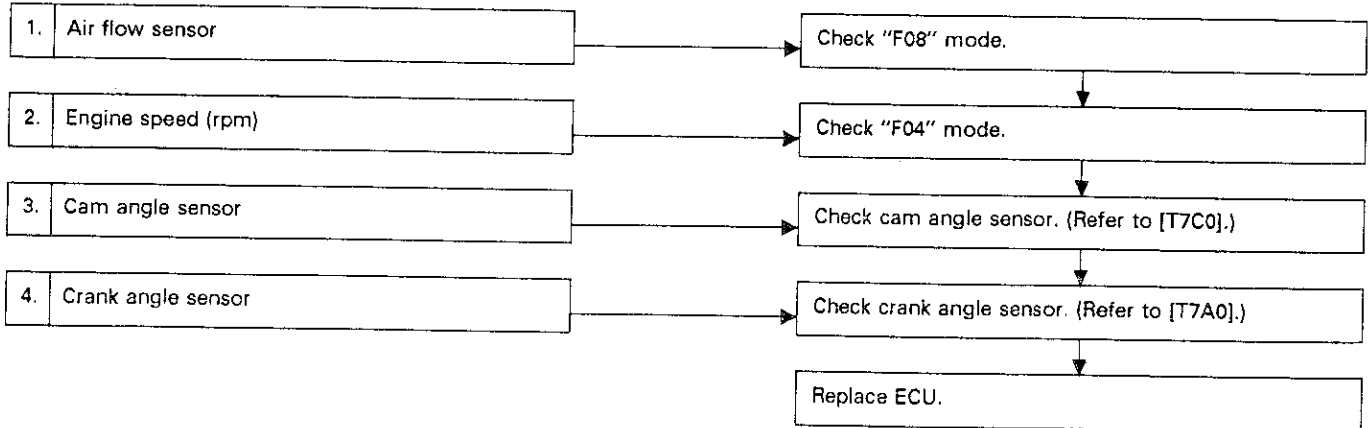 1. Air flow sensor
Check "F08" mode.
2. Engine speed (rpm)
Check "F04" mode.
3. Cam angle sensor
Check cam angle sensor. (Refer to [T7C0].)
4. Crank angle sensor
Check crank angle sensor. (Refer to [T7A0].)
Replace ECU.